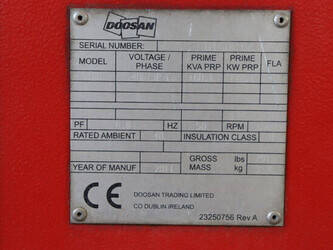 DOOSAN
SERIAL NUMBER:
MODEL VOLTAGE / PHASE PRIME KVA PRP PRIME KW PRP FLA
PF HZ RPM
RATED AMBIENT INSULATION CLASS
YEAR OF MANUF GROSS MASS lbs kg
CE
DOOSAN TRADING LIMITED
CO DUBLIN IRELAND
23250756 Rev A